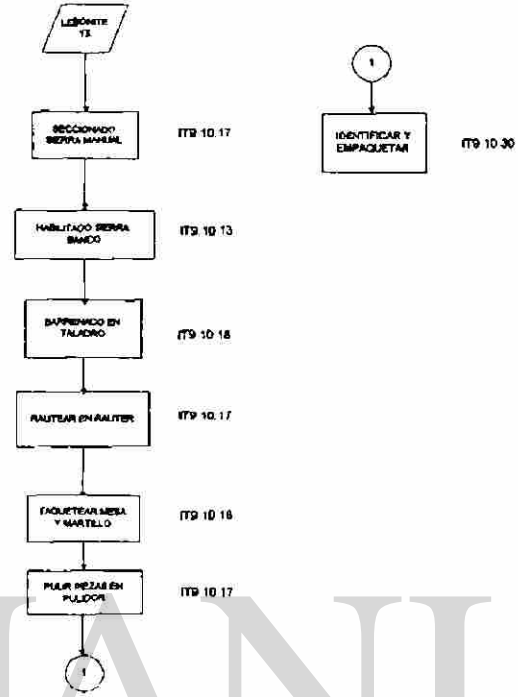 SECCIONADO
SIERRA MANUAL
IT9.10.17
HABILITADO SIERRA
BANCO
IT9.10.13
BARRENADO EN
TALADRO
IT9.10.18
RAUTEAR EN RAUTER
IT9.10.17
TAQUETEAR MESA
Y MARTILLO
IT9.10.16
PULIR PIEZAS EN
PULIDOR
IT9.10.17
1
1
IDENTIFICAR Y
EMPAQUETAR
IT9.10.30